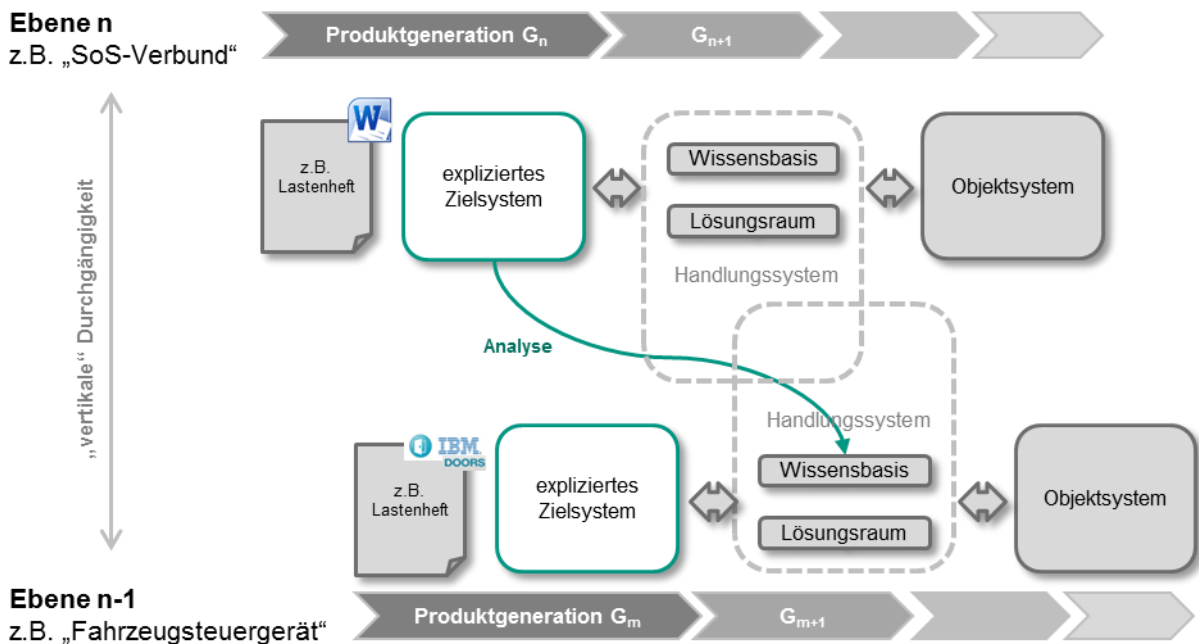 Ebene n
z.B. „SoS-Verbund“
Produktgeneration Gn
Gn+1
W
z.B.
Lastenheft
expliziertes
Zielsystem
Wissensbasis
Lösungsraum
Handlungssystem
Objektsystem
„vertikale“ Durchgängigkeit
Analyse
IBM.
DOORS
z.B.
Lastenheft
expliziertes
Zielsystem
Handlungssystem
Wissensbasis
Lösungsraum
Objektsystem
Ebene n-1
z.B. „Fahrzeugsteuergerät“
Produktgeneration Gm
Gm+1